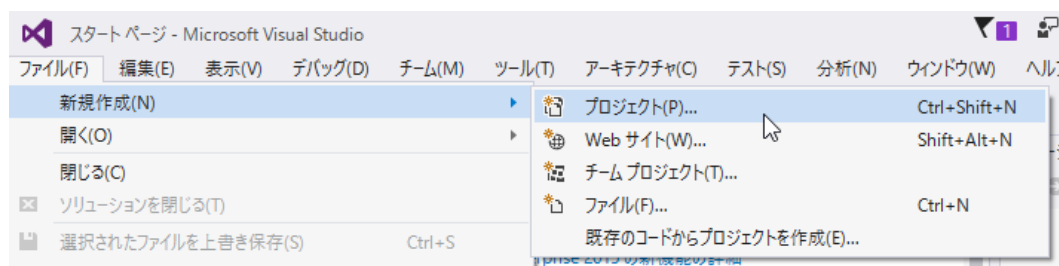 スタート ページ - Microsoft Visual Studio
1
ファイル(F) 編集(E) 表示(V) デバッグ(D) チーム(M) ツール(T) アーキテクチャ(C) テスト(S) 分析(N) ウィンドウ(W)
新規作成(N)
開く(O)
閉じる(C)
ソリューションを閉じる(T)
選択されたファイルを上書き保存(S) Ctrl+S
プロジェクト(P)... Ctrl+Shift+N
Web サイト(W)... Shift+Alt+N
チーム プロジェクト(T)...
ファイル(F)... Ctrl+N
既存のコードからプロジェクトを作成(E)...